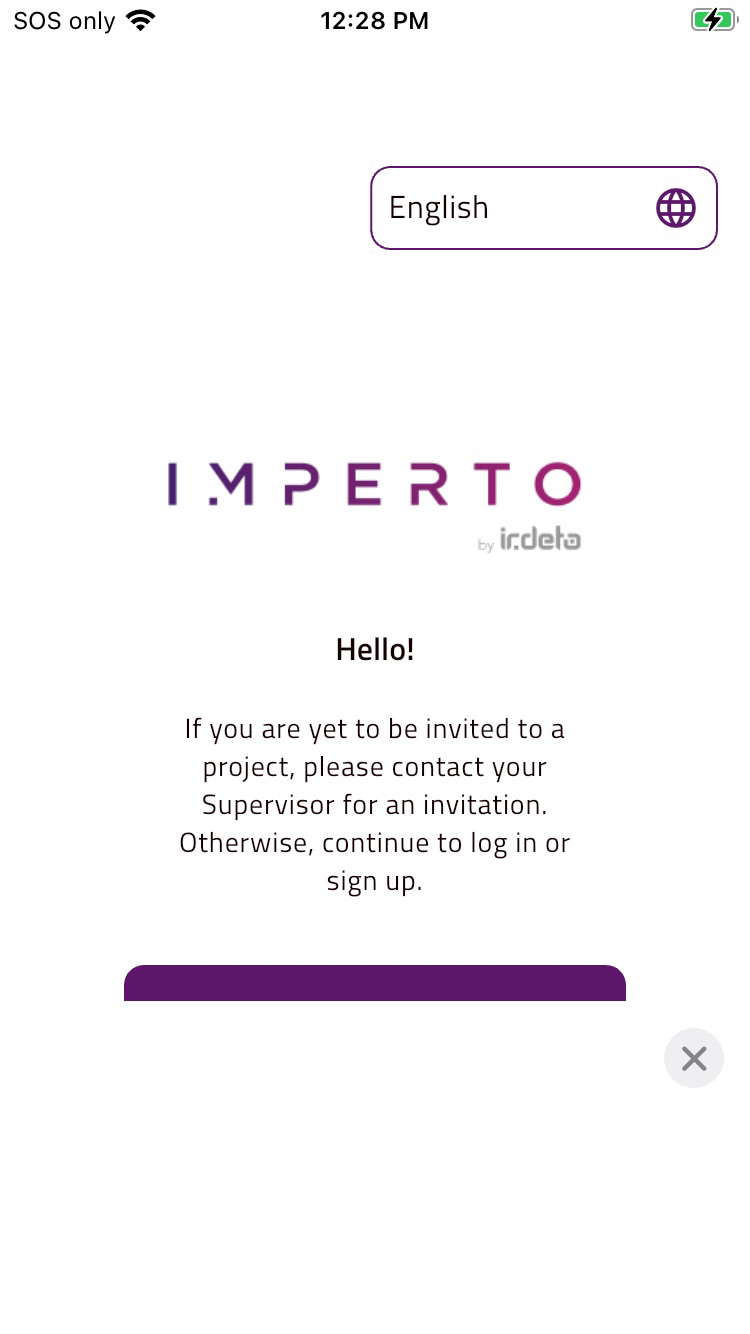 SOS only
12:28 PM
English
IMPERTO
by irdeto
Hello!
If you are yet to be invited to a
project, please contact your
Supervisor for an invitation.
Otherwise, continue to log in or
sign up.